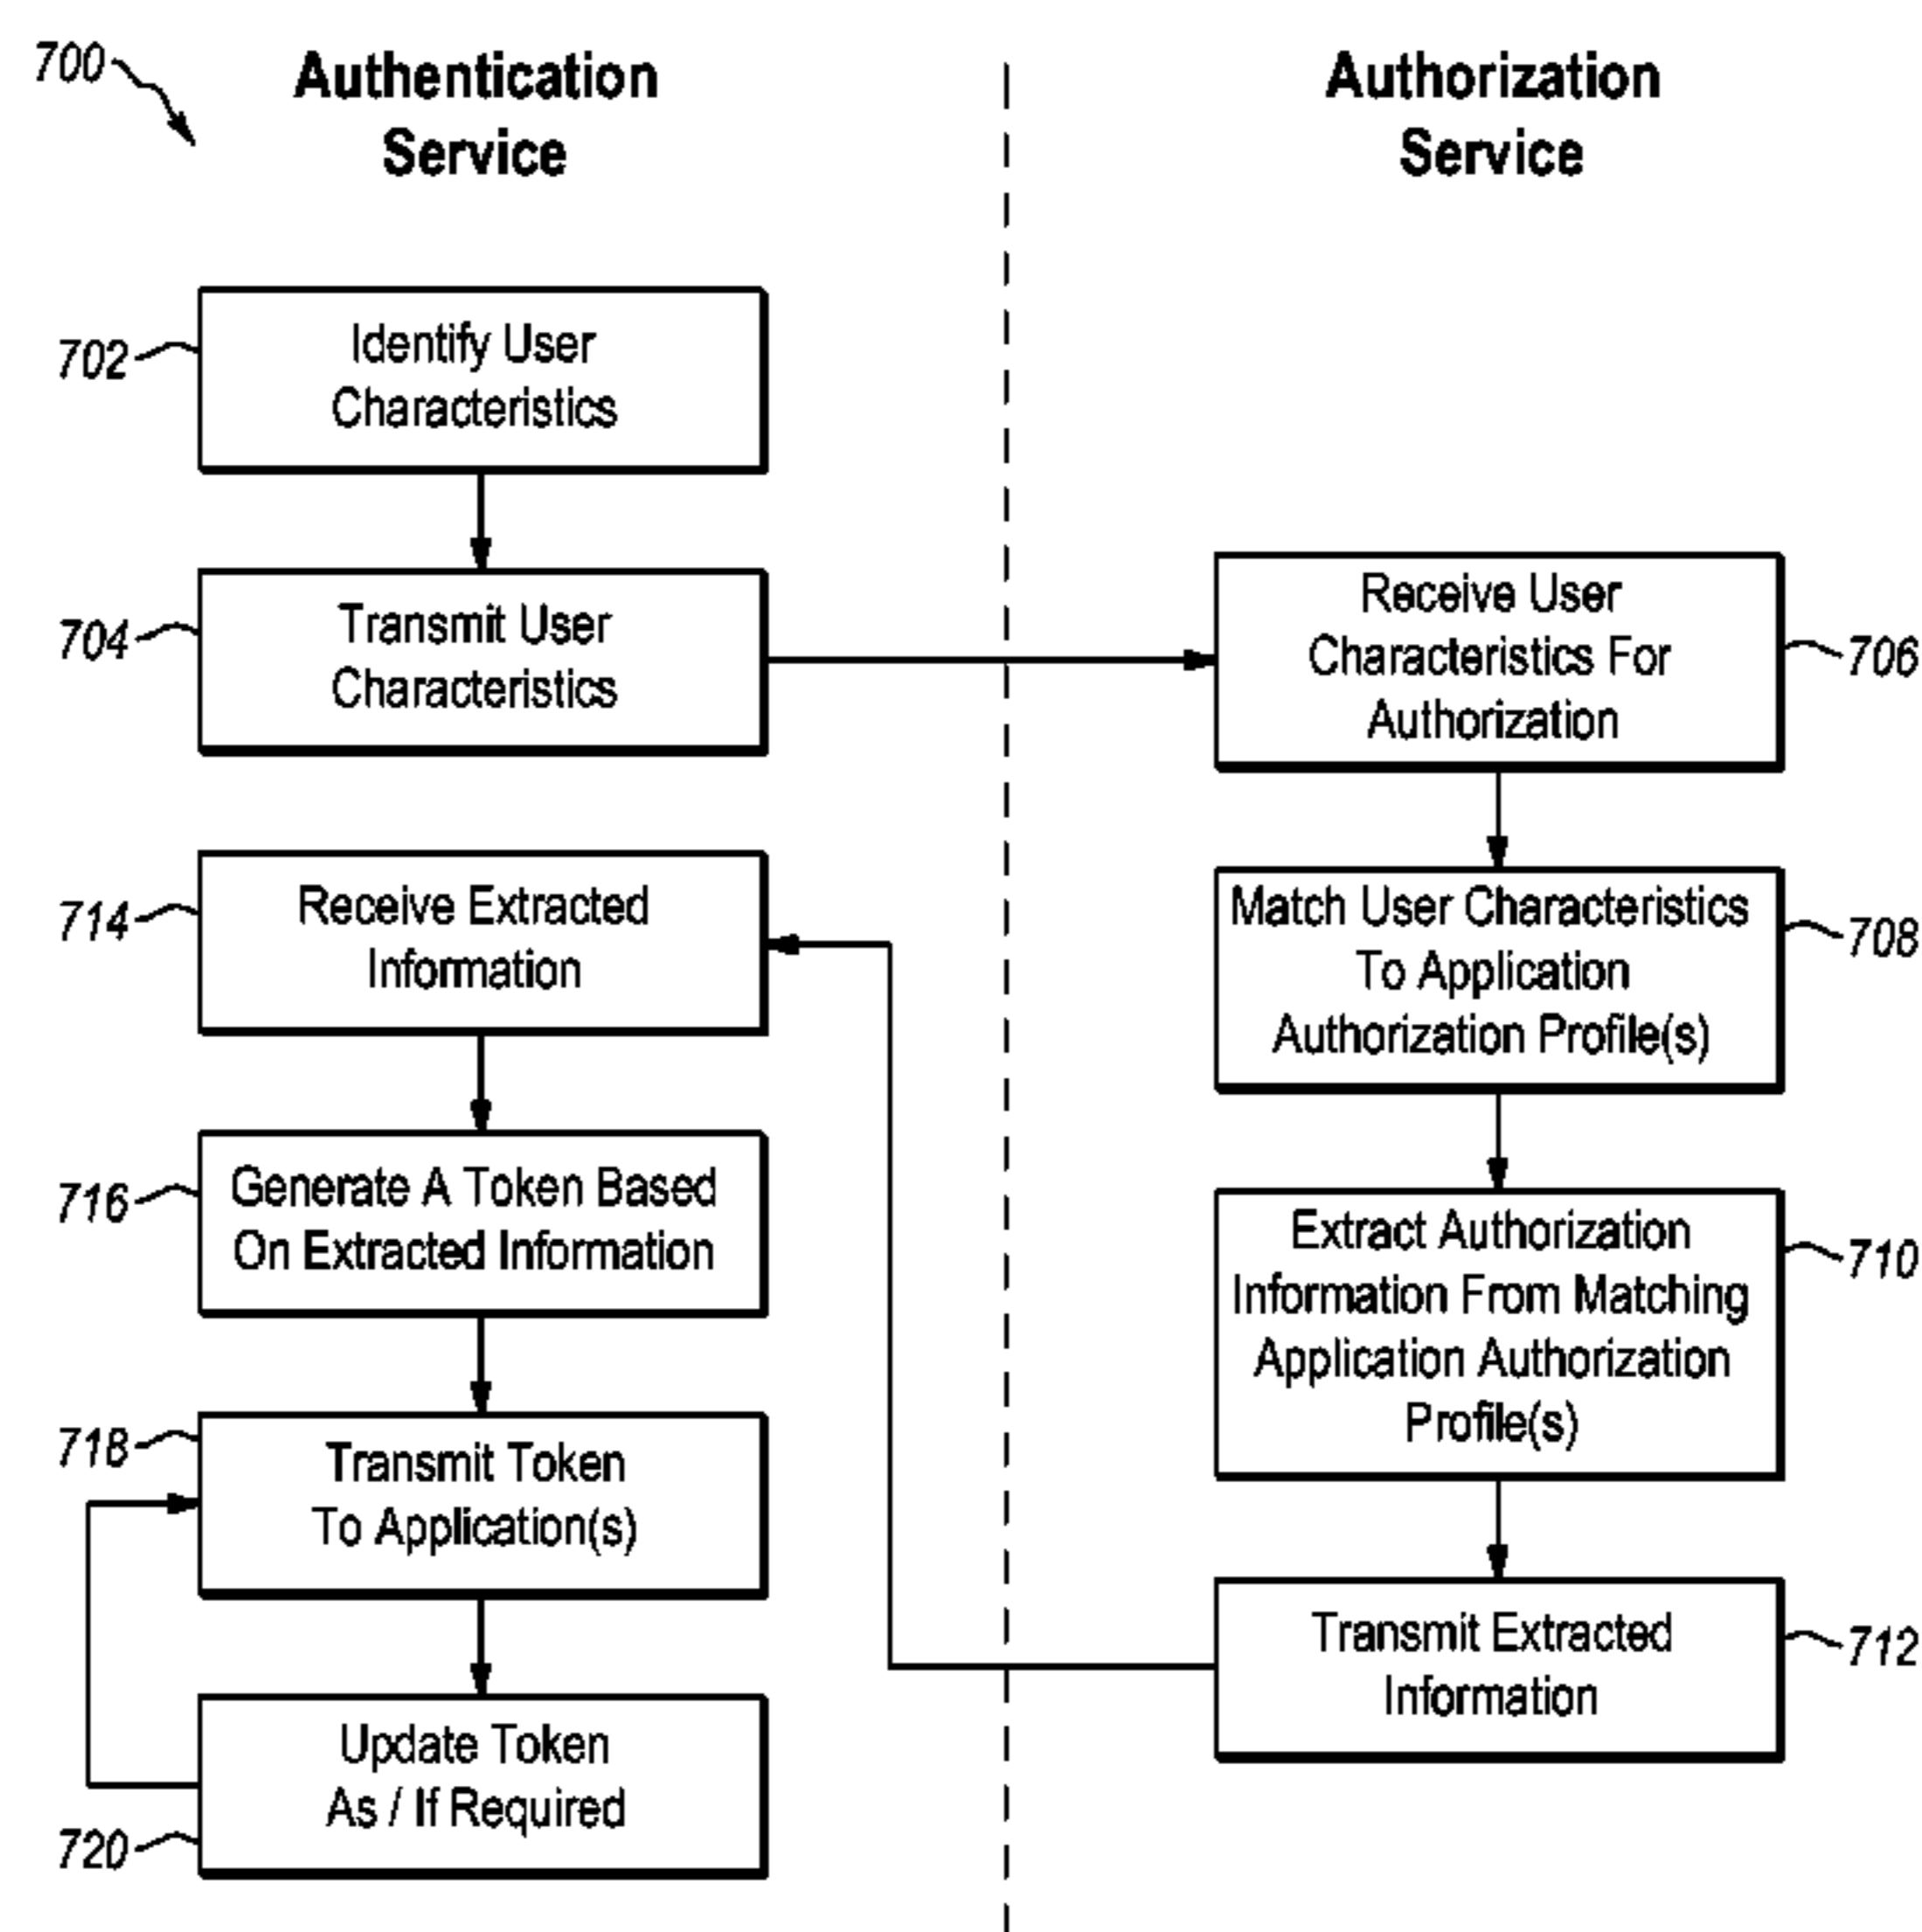 700
Authentication
Service
Authorization
Service
702
Identify User
Characteristics
704
Transmit User
Characteristics
Receive User
Characteristics For
Authorization
706
Match User Characteristics
To Application
Authorization Profile(s)
708
Extract Authorization
Information From Matching
Application Authorization
Profile(s)
710
Transmit Extracted
Information
712
714
Receive Extracted
Information
716
Generate A Token Based
On Extracted Information
718
Transmit Token
To Application(s)
Update Token
As / If Required
720